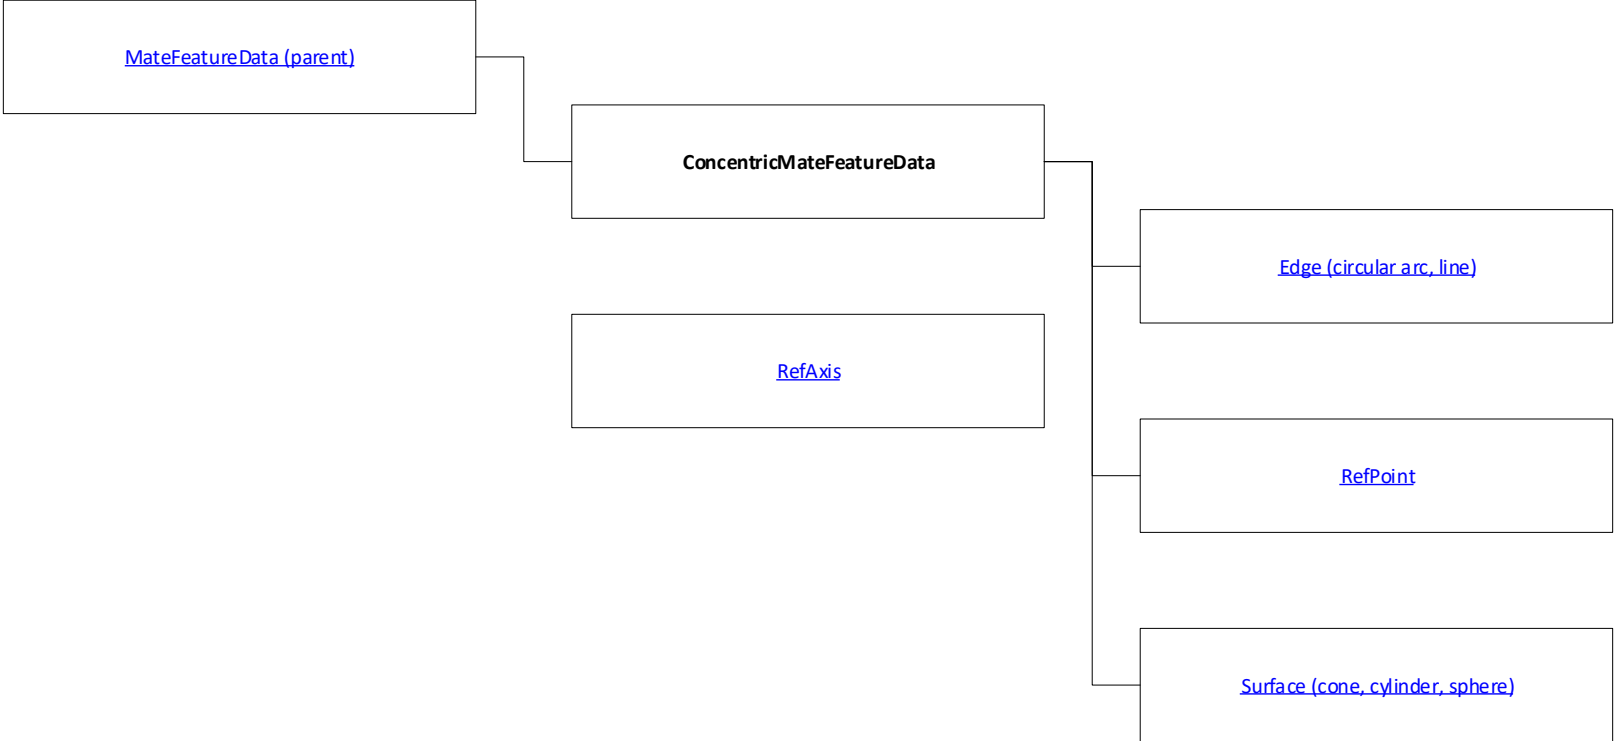 MateFeatureData (parent)
ConcentricMateFeatureData
Edge (circular arc, line)
RefAxis
RefPoint
Surface (cone, cylinder, sphere)